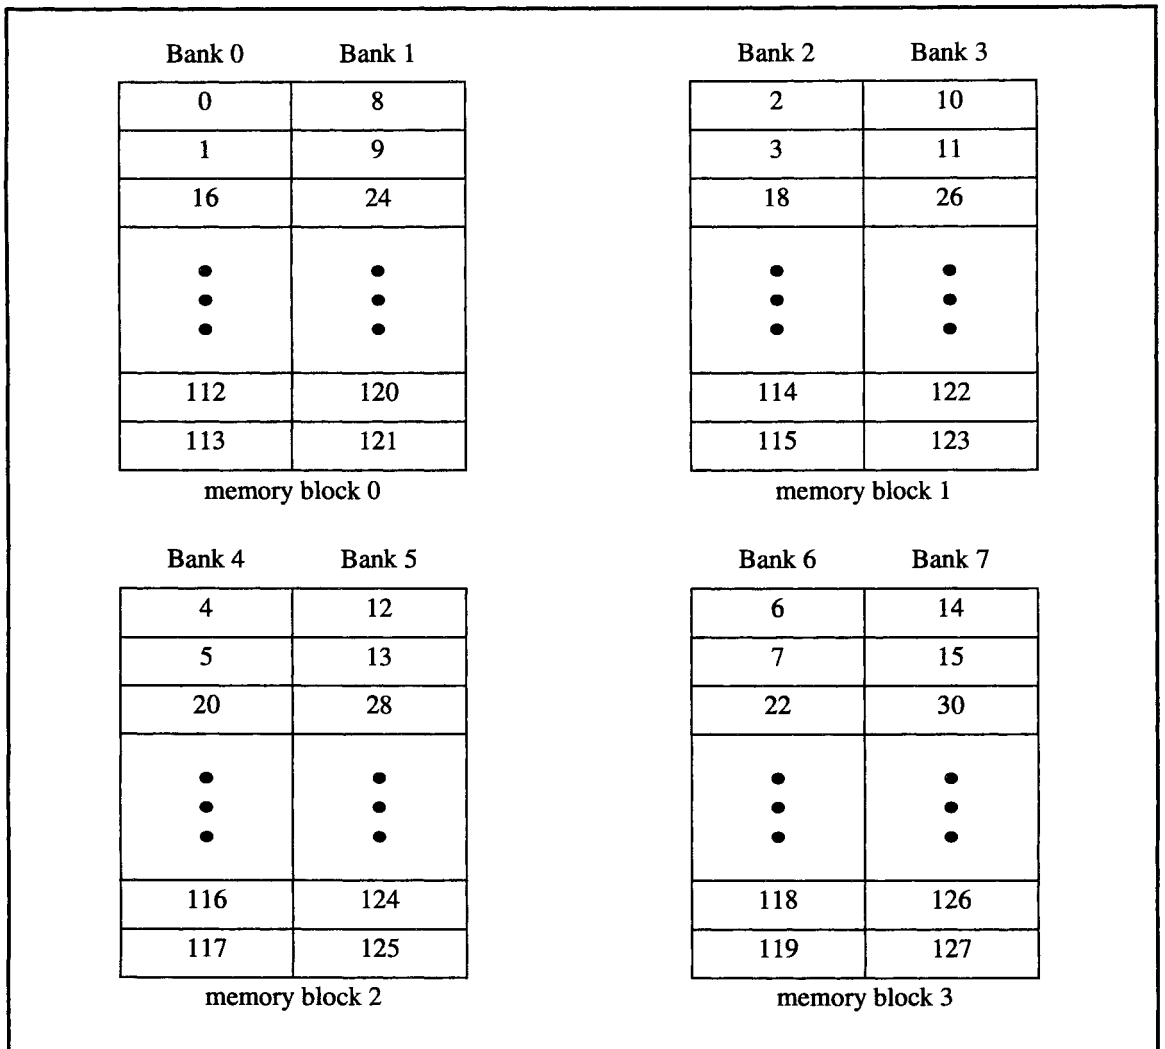 Bank 0 Bank 1 Bank 2 Bank 3
0 8 2 10
1 9 3 11
16 24 18 26
112 120 114 122
113 121 115 123
memory block 0 memory block 1
Bank 4 Bank 5 Bank 6 Bank 7
4 12 6 14
5 13 7 15
20 28 22 30
116 124 118 126
117 125 119 127
memory block 2 memory block 3